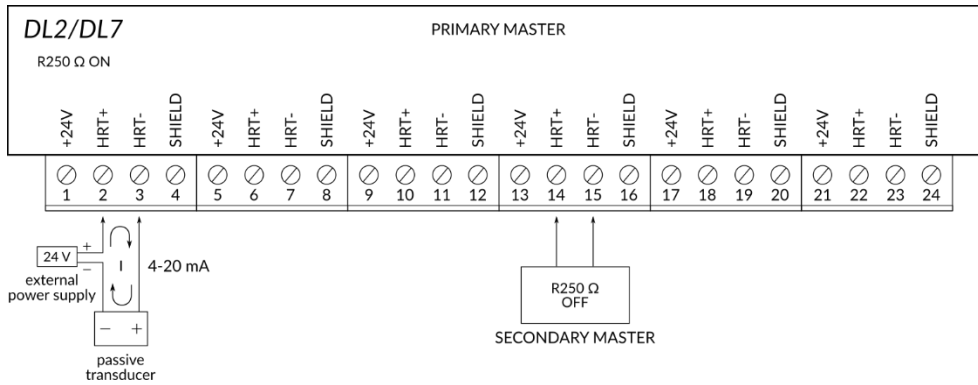 DL2/DL7
PRIMARY MASTER
R250 Ω ON
+24V HRT+ HRT- SHIELD +24V HRT+ HRT- SHIELD +24V HRT+ HRT- SHIELD +24V HRT+ HRT- SHIELD +24V HRT+ HRT- SHIELD +24V HRT+ HRT- SHIELD
1 2 3 4 5 6 7 8 9 10 11 12 13 14 15 16 17 18 19 20 21 22 23 24
+
24 V
–
I
4-20 mA
external
power supply
– +
passive
transducer
R250 Ω
OFF
SECONDARY MASTER